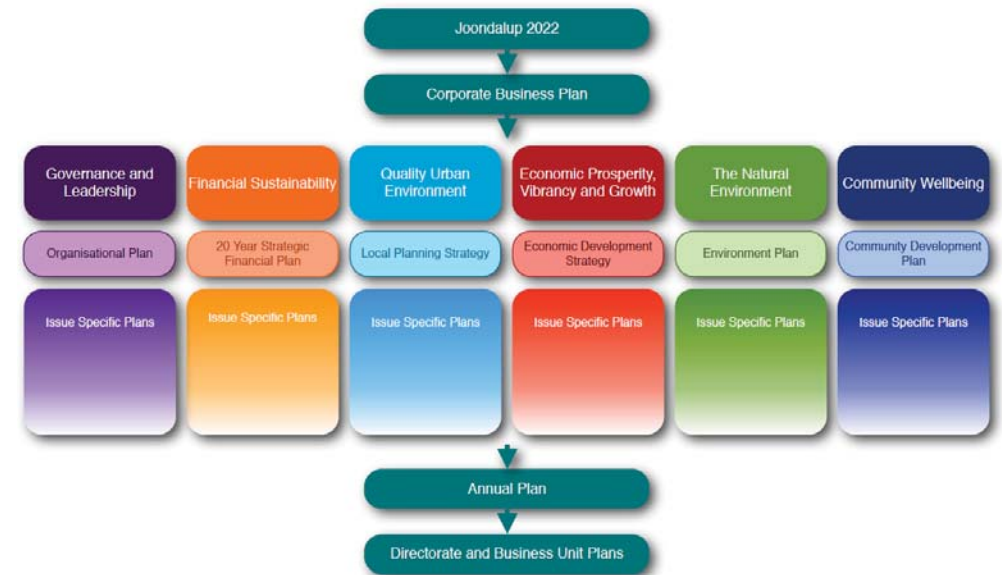 Joondalup 2022
Corporate Business Plan
Governance and
Leadership
Financial Sustainability
Quality Urban
Environment
Economic Prosperity,
Vibrancy and Growth
The Natural
Environment
Community Wellbeing
Organisational Plan
20 Year Strategic
Financial Plan
Local Planning Strategy
Economic Development
Strategy
Environment Plan
Community Development
Plan
Issue Specific Plans
Issue Specific Plans
Issue Specific Plans
Issue Specific Plans
Issue Specific Plans
Issue Specific Plans
Annual Plan
Directorate and Business Unit Plans